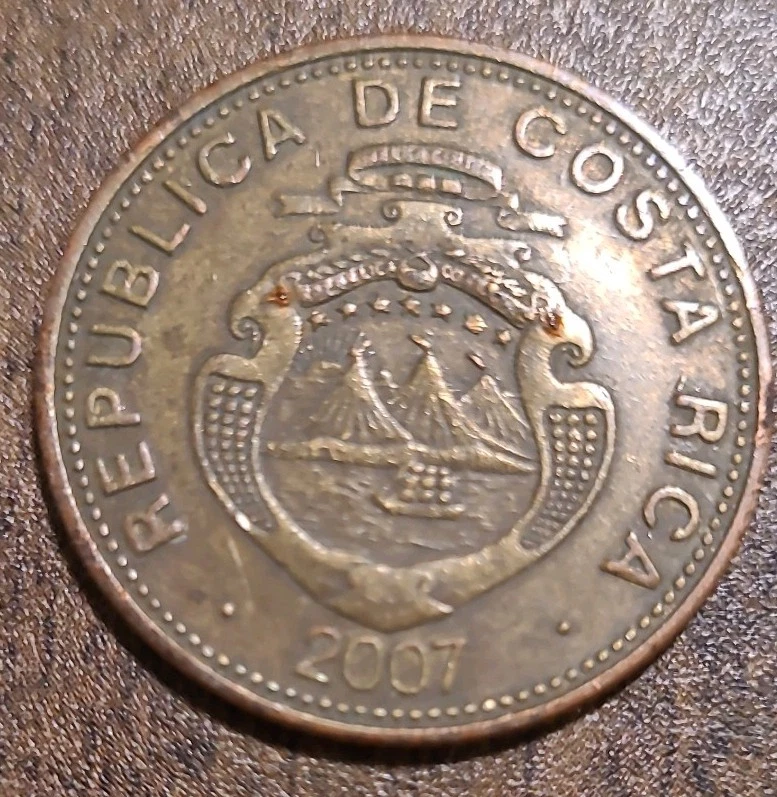 REPUBLICA DE COSTA RICA
2007